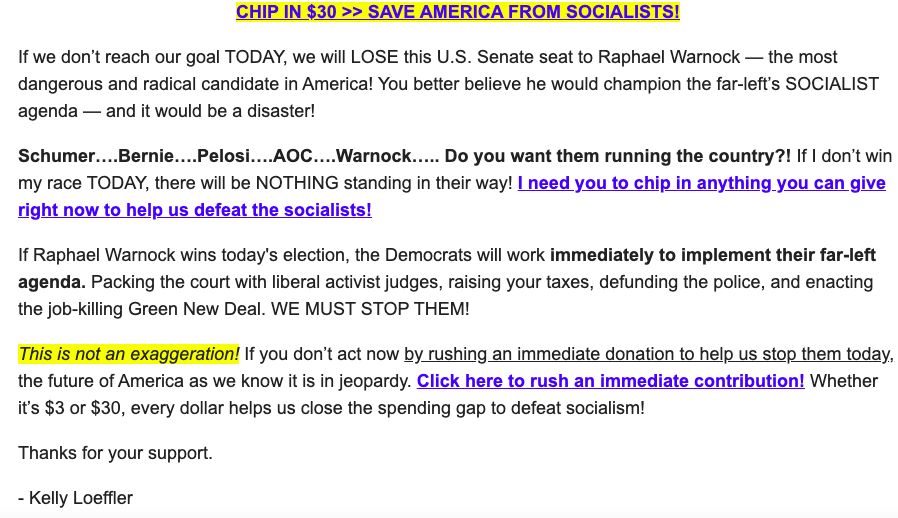 CHIP IN $30 >> SAVE AMERICA FROM SOCIALISTS!
If we don’t reach our goal TODAY, we will LOSE this U.S. Senate seat to Raphael Warnock — the most
dangerous and radical candidate in America! You better believe he would champion the far-left’s SOCIALIST
agenda — and it would be a disaster!
Schumer….Bernie….Pelosi….AOC….Warnock….. Do you want them running the country?! If I don’t win
my race TODAY, there will be NOTHING standing in their way! I need you to chip in anything you can give
right now to help us defeat the socialists!
If Raphael Warnock wins today's election, the Democrats will work immediately to implement their far-left
agenda. Packing the court with liberal activist judges, raising your taxes, defunding the police, and enacting
the job-killing Green New Deal. WE MUST STOP THEM!
This is not an exaggeration! If you don’t act now by rushing an immediate donation to help us stop them today,
the future of America as we know it is in jeopardy. Click here to rush an immediate contribution! Whether
it’s $3 or $30, every dollar helps us close the spending gap to defeat socialism!
Thanks for your support.
- Kelly Loeffler